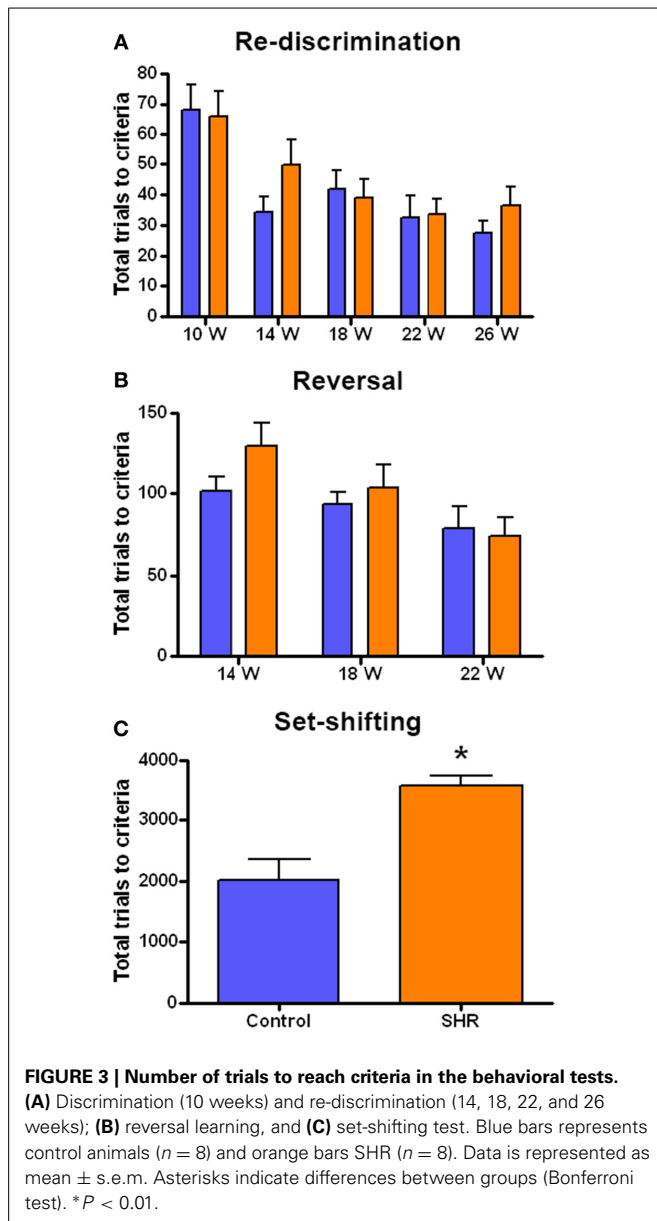 A
Re-discrimination
Total trials to criteria
80
70
60
50
40
30
20
10
0
10 W 14 W 18 W 22 W 26 W
B
Reversal
Total trials to criteria
150
100
50
0
14 W 18 W 22 W
C
Set-shifting
Total trials to criteria
4000
3000
2000
1000
0
*
Control SHR
FIGURE 3 | Number of trials to reach criteria in the behavioral tests.
(A) Discrimination (10 weeks) and re-discrimination (14, 18, 22, and 26
weeks); (B) reversal learning, and (C) set-shifting test. Blue bars represents
control animals (n = 8) and orange bars SHR (n = 8). Data is represented as
mean ± s.e.m. Asterisks indicate differences between groups (Bonferroni
test). *P < 0.01.